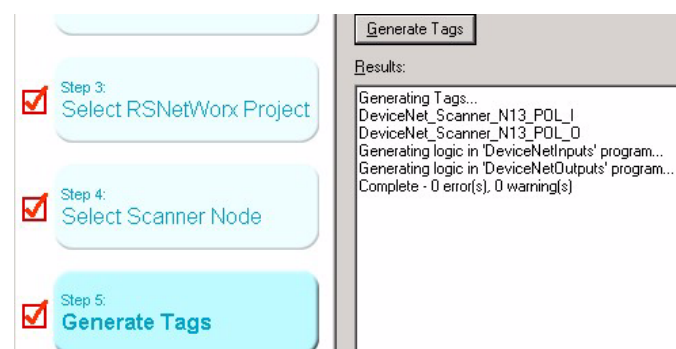 Step 3:
Select RSNetWorx Project
Step 4:
Select Scanner Node
Step 5:
Generate Tags
Generate Tags
Results:
Generating Tags...
DeviceNet_Scanner_N13_POL_I
DeviceNet_Scanner_N13_POL_O
Generating logic in 'DeviceNetInputs' program...
Generating logic in 'DeviceNetOutputs' program...
Complete - 0 error(s), 0 warning(s)